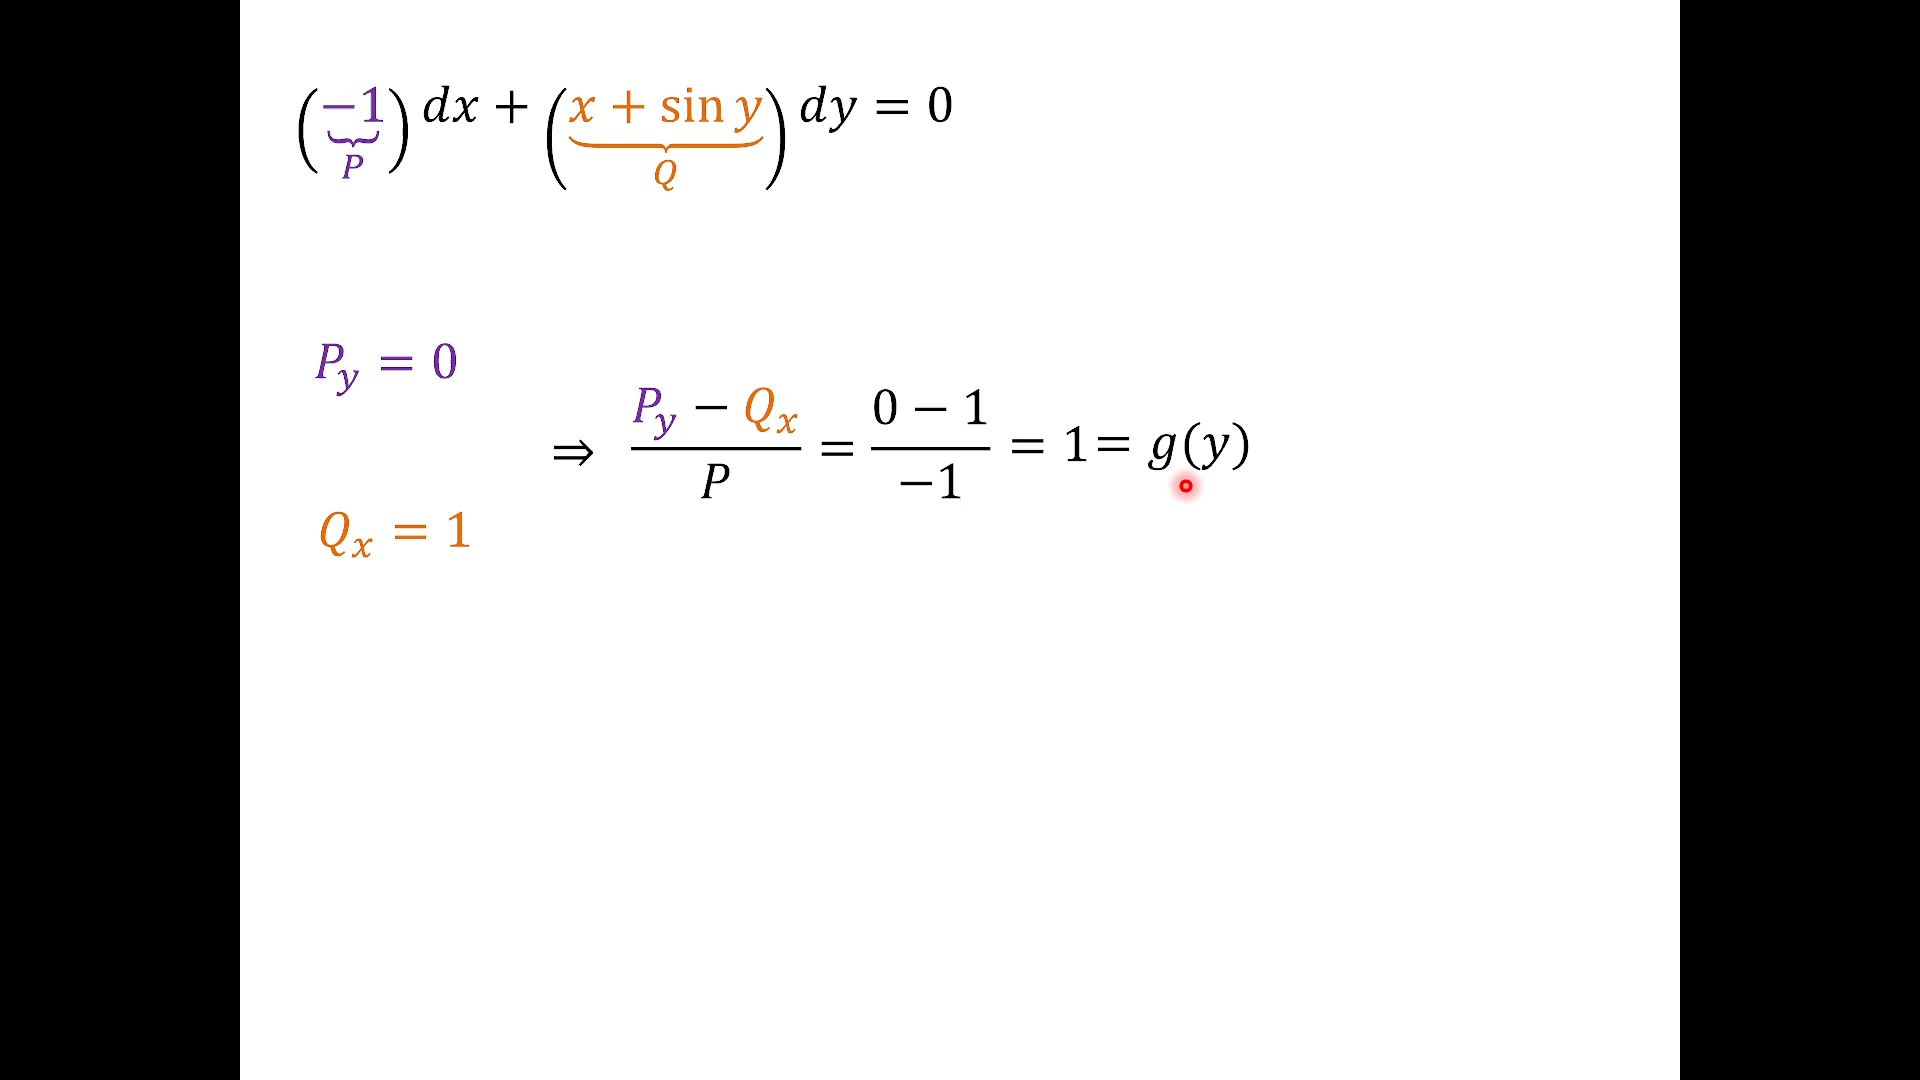 (−1)dx + (x + sin y)dy = 0
P Q
P_y = 0
⇒ (P_y − Q_x)/P = (0 − 1)/(−1) = 1 = g(y)
Q_x = 1